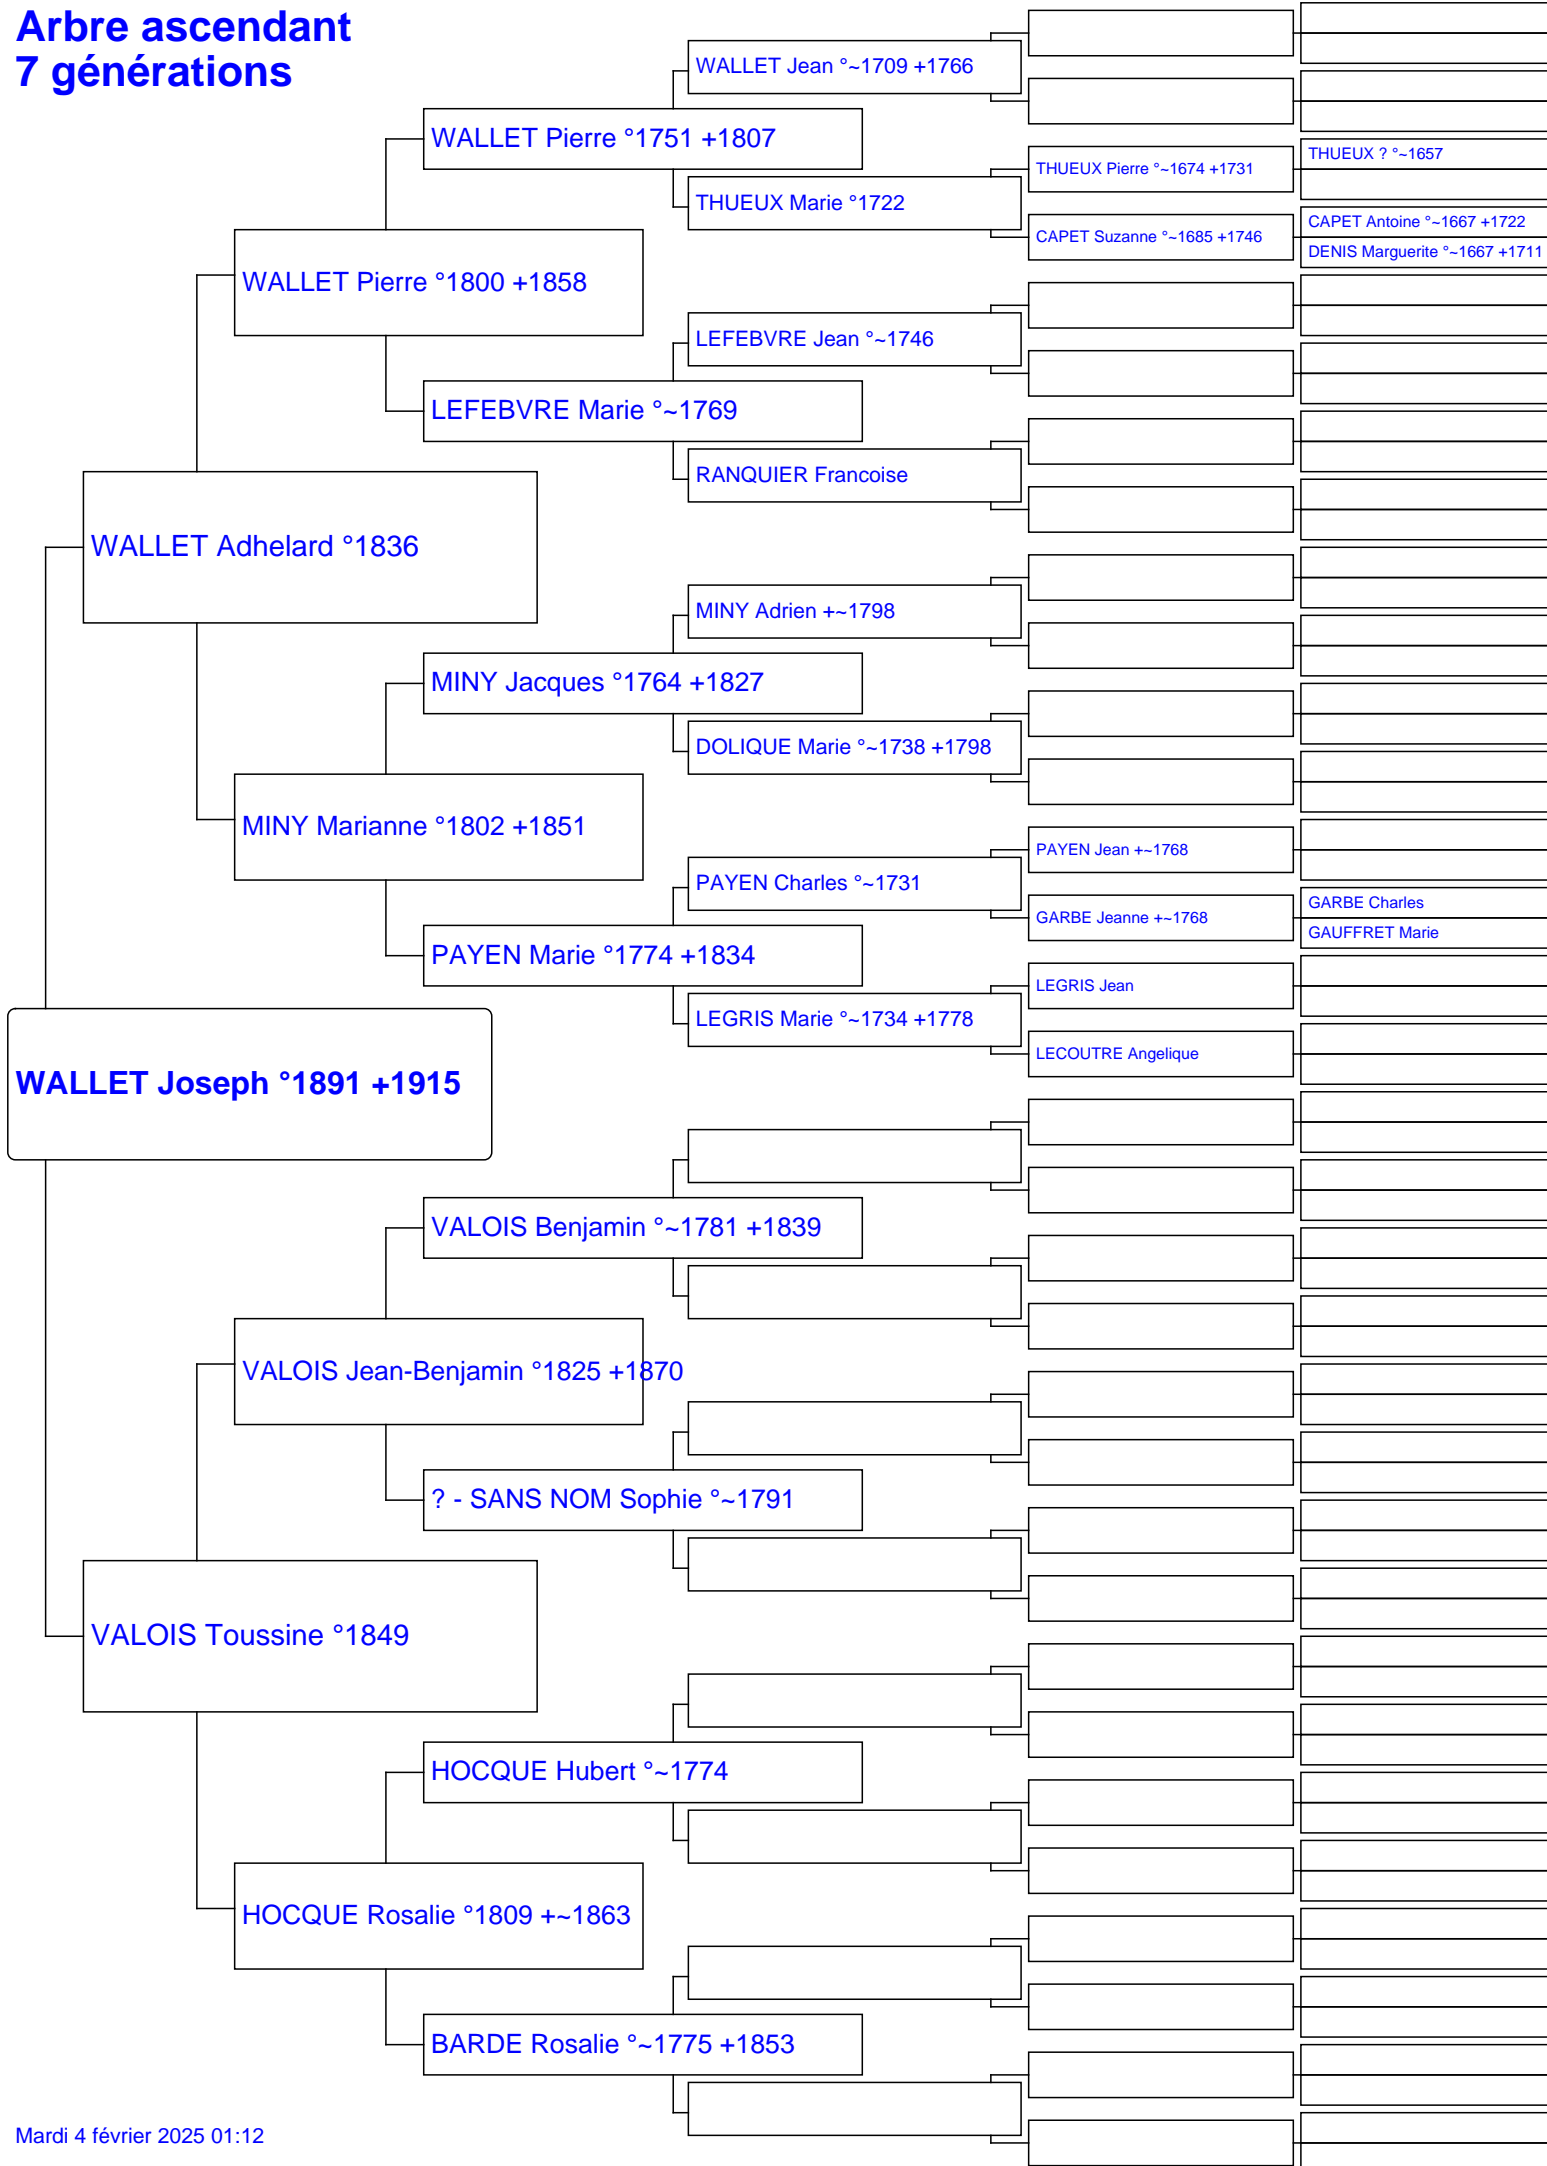 Arbre ascendant
7 générations
WALLET Jean °~1709 +1766
WALLET Pierre °1751 +1807
THUEUX ? °~1657
THUEUX Pierre °~1674 +1731
THUEUX Marie °1722
CAPET Antoine °~1667 +1722
CAPET Suzanne °~1685 +1746
DENIS Marguerite °~1667 +1711
WALLET Pierre °1800 +1858
LEFEBVRE Jean °~1746
LEFEBVRE Marie °~1769
RANQUIER Francoise
WALLET Adhelard °1836
MINY Adrien +~1798
MINY Jacques °1764 +1827
DOLIQUE Marie °~1738 +1798
MINY Marianne °1802 +1851
PAYEN Jean +~1768
PAYEN Charles °~1731
GARBE Charles
GARBE Jeanne +~1768
GAUFFRET Marie
PAYEN Marie °1774 +1834
LEGRIS Jean
LEGRIS Marie °~1734 +1778
LECOUTRE Angelique
WALLET Joseph °1891 +1915
VALOIS Benjamin °~1781 +1839
VALOIS Jean-Benjamin °1825 +1870
? - SANS NOM Sophie °~1791
VALOIS Toussine °1849
HOCQUE Hubert °~1774
HOCQUE Rosalie °1809 +~1863
BARDE Rosalie °~1775 +1853
Mardi 4 février 2025 01:12